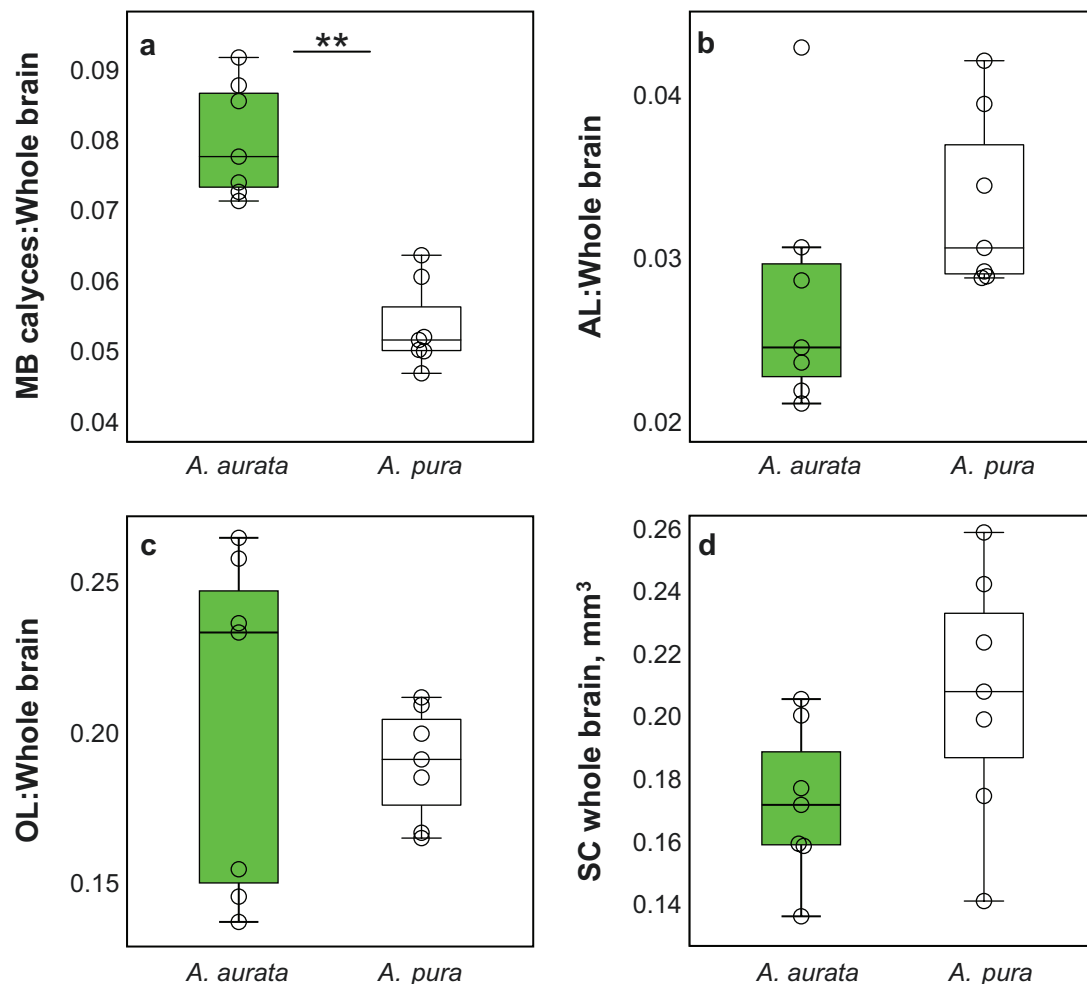 a
**
MB calyces:Whole brain
0.09
0.08
0.07
0.06
0.05
0.04
A. aurata
A. pura
b
AL:Whole brain
0.04
0.03
0.02
A. aurata
A. pura
c
OL:Whole brain
0.25
0.20
0.15
A. aurata
A. pura
d
SC whole brain, mm³
0.26
0.24
0.22
0.20
0.18
0.16
0.14
A. aurata
A. pura